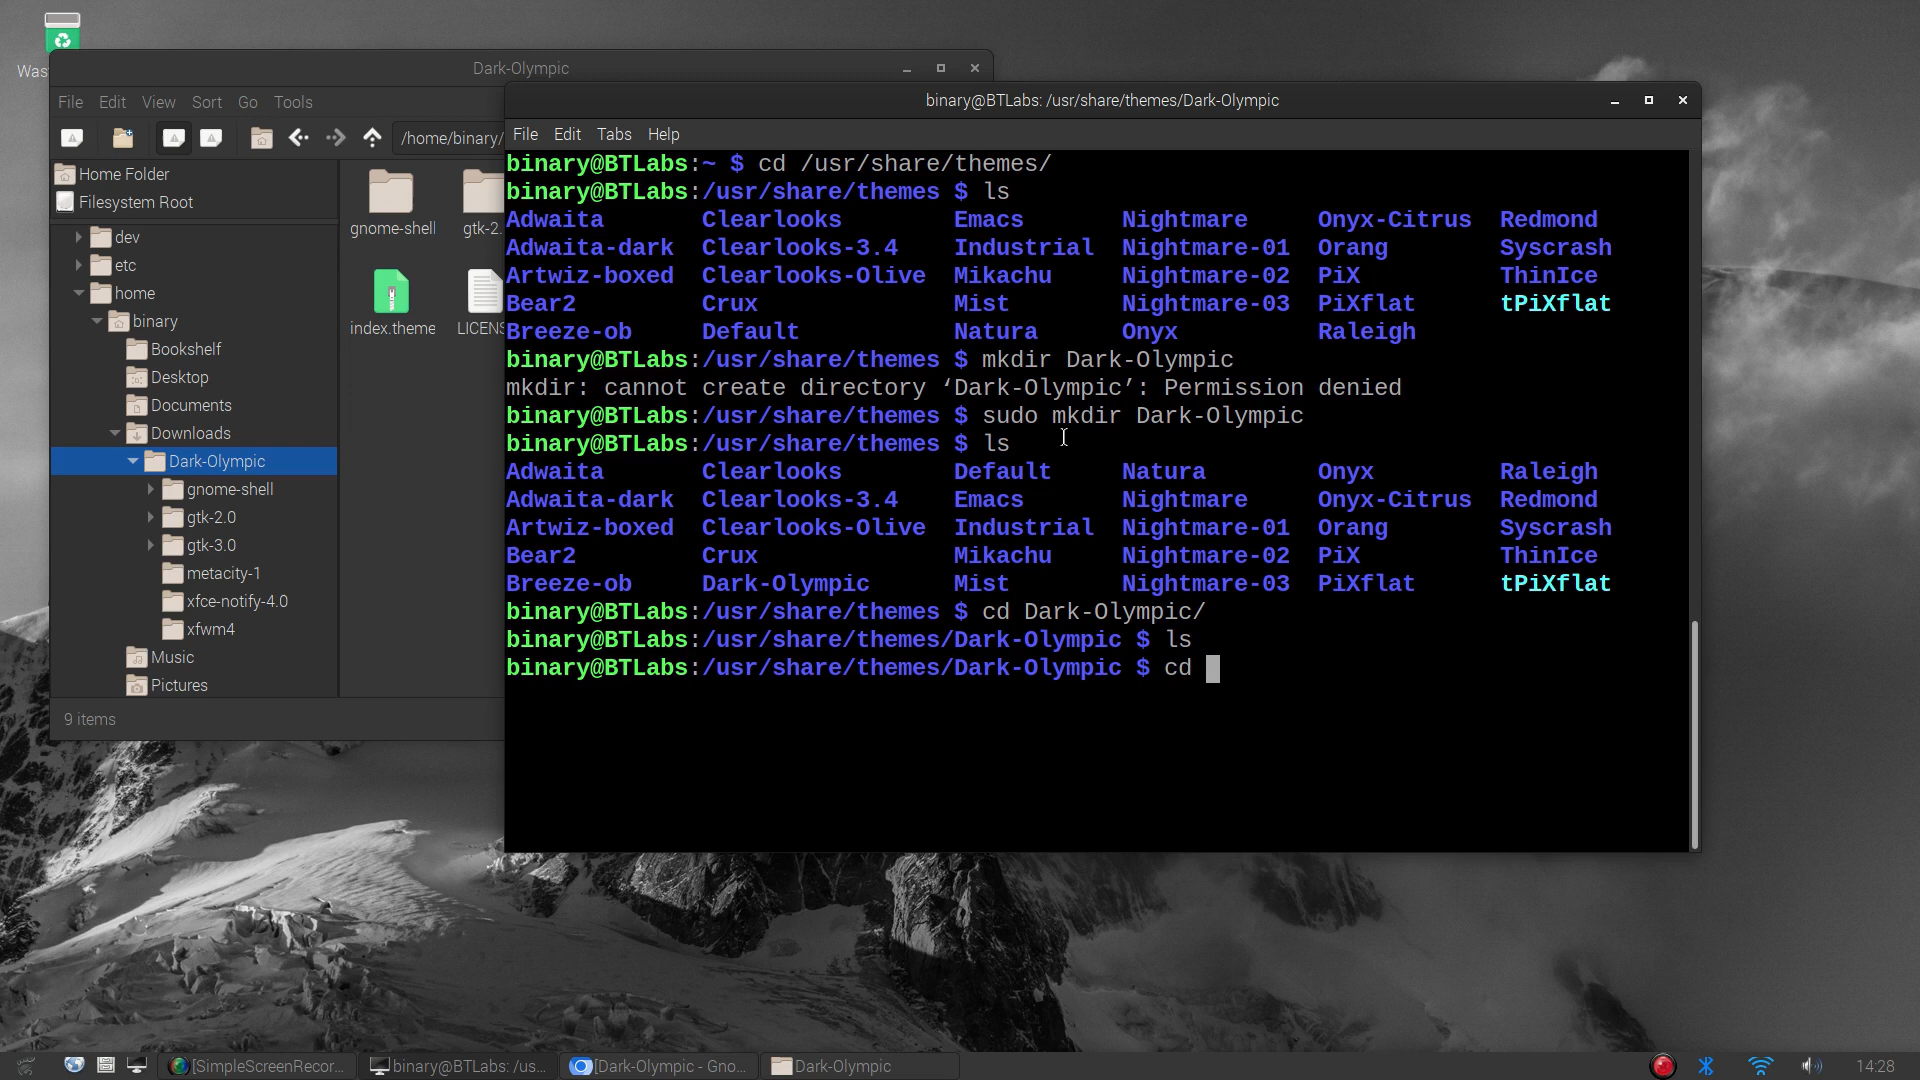 Was
Dark-Olympic
File Edit View Sort Go Tools
/home/binary/
Home Folder
Filesystem Root
dev
etc
home
binary
Bookshelf
Desktop
Documents
Downloads
Dark-Olympic
gnome-shell
gtk-2.0
gtk-3.0
metacity-1
xfce-notify-4.0
xfwm4
Music
Pictures
gnome-shell gtk-2.
index.theme LICENS
9 items
binary@BTLabs: /usr/share/themes/Dark-Olympic
File Edit Tabs Help
binary@BTLabs:~ $ cd /usr/share/themes/
binary@BTLabs:/usr/share/themes $ ls
Adwaita Clearlooks Emacs Nightmare Onyx-Citrus Redmond
Adwaita-dark Clearlooks-3.4 Industrial Nightmare-01 Orang Syscrash
Artwiz-boxed Clearlooks-Olive Mikachu Nightmare-02 PiX ThinIce
Bear2 Crux Mist Nightmare-03 PiXflat tPiXflat
Breeze-ob Default Natura Onyx Raleigh
binary@BTLabs:/usr/share/themes $ mkdir Dark-Olympic
mkdir: cannot create directory ‘Dark-Olympic’: Permission denied
binary@BTLabs:/usr/share/themes $ sudo mkdir Dark-Olympic
binary@BTLabs:/usr/share/themes $ ls
Adwaita Clearlooks Default Natura Onyx Raleigh
Adwaita-dark Clearlooks-3.4 Emacs Nightmare Onyx-Citrus Redmond
Artwiz-boxed Clearlooks-Olive Industrial Nightmare-01 Orang Syscrash
Bear2 Crux Mikachu Nightmare-02 PiX ThinIce
Breeze-ob Dark-Olympic Mist Nightmare-03 PiXflat tPiXflat
binary@BTLabs:/usr/share/themes $ cd Dark-Olympic/
binary@BTLabs:/usr/share/themes/Dark-Olympic $ ls
binary@BTLabs:/usr/share/themes/Dark-Olympic $ cd
[SimpleScreenRecor... binary@BTLabs: /us... [Dark-Olympic - Gno... Dark-Olympic 14:28